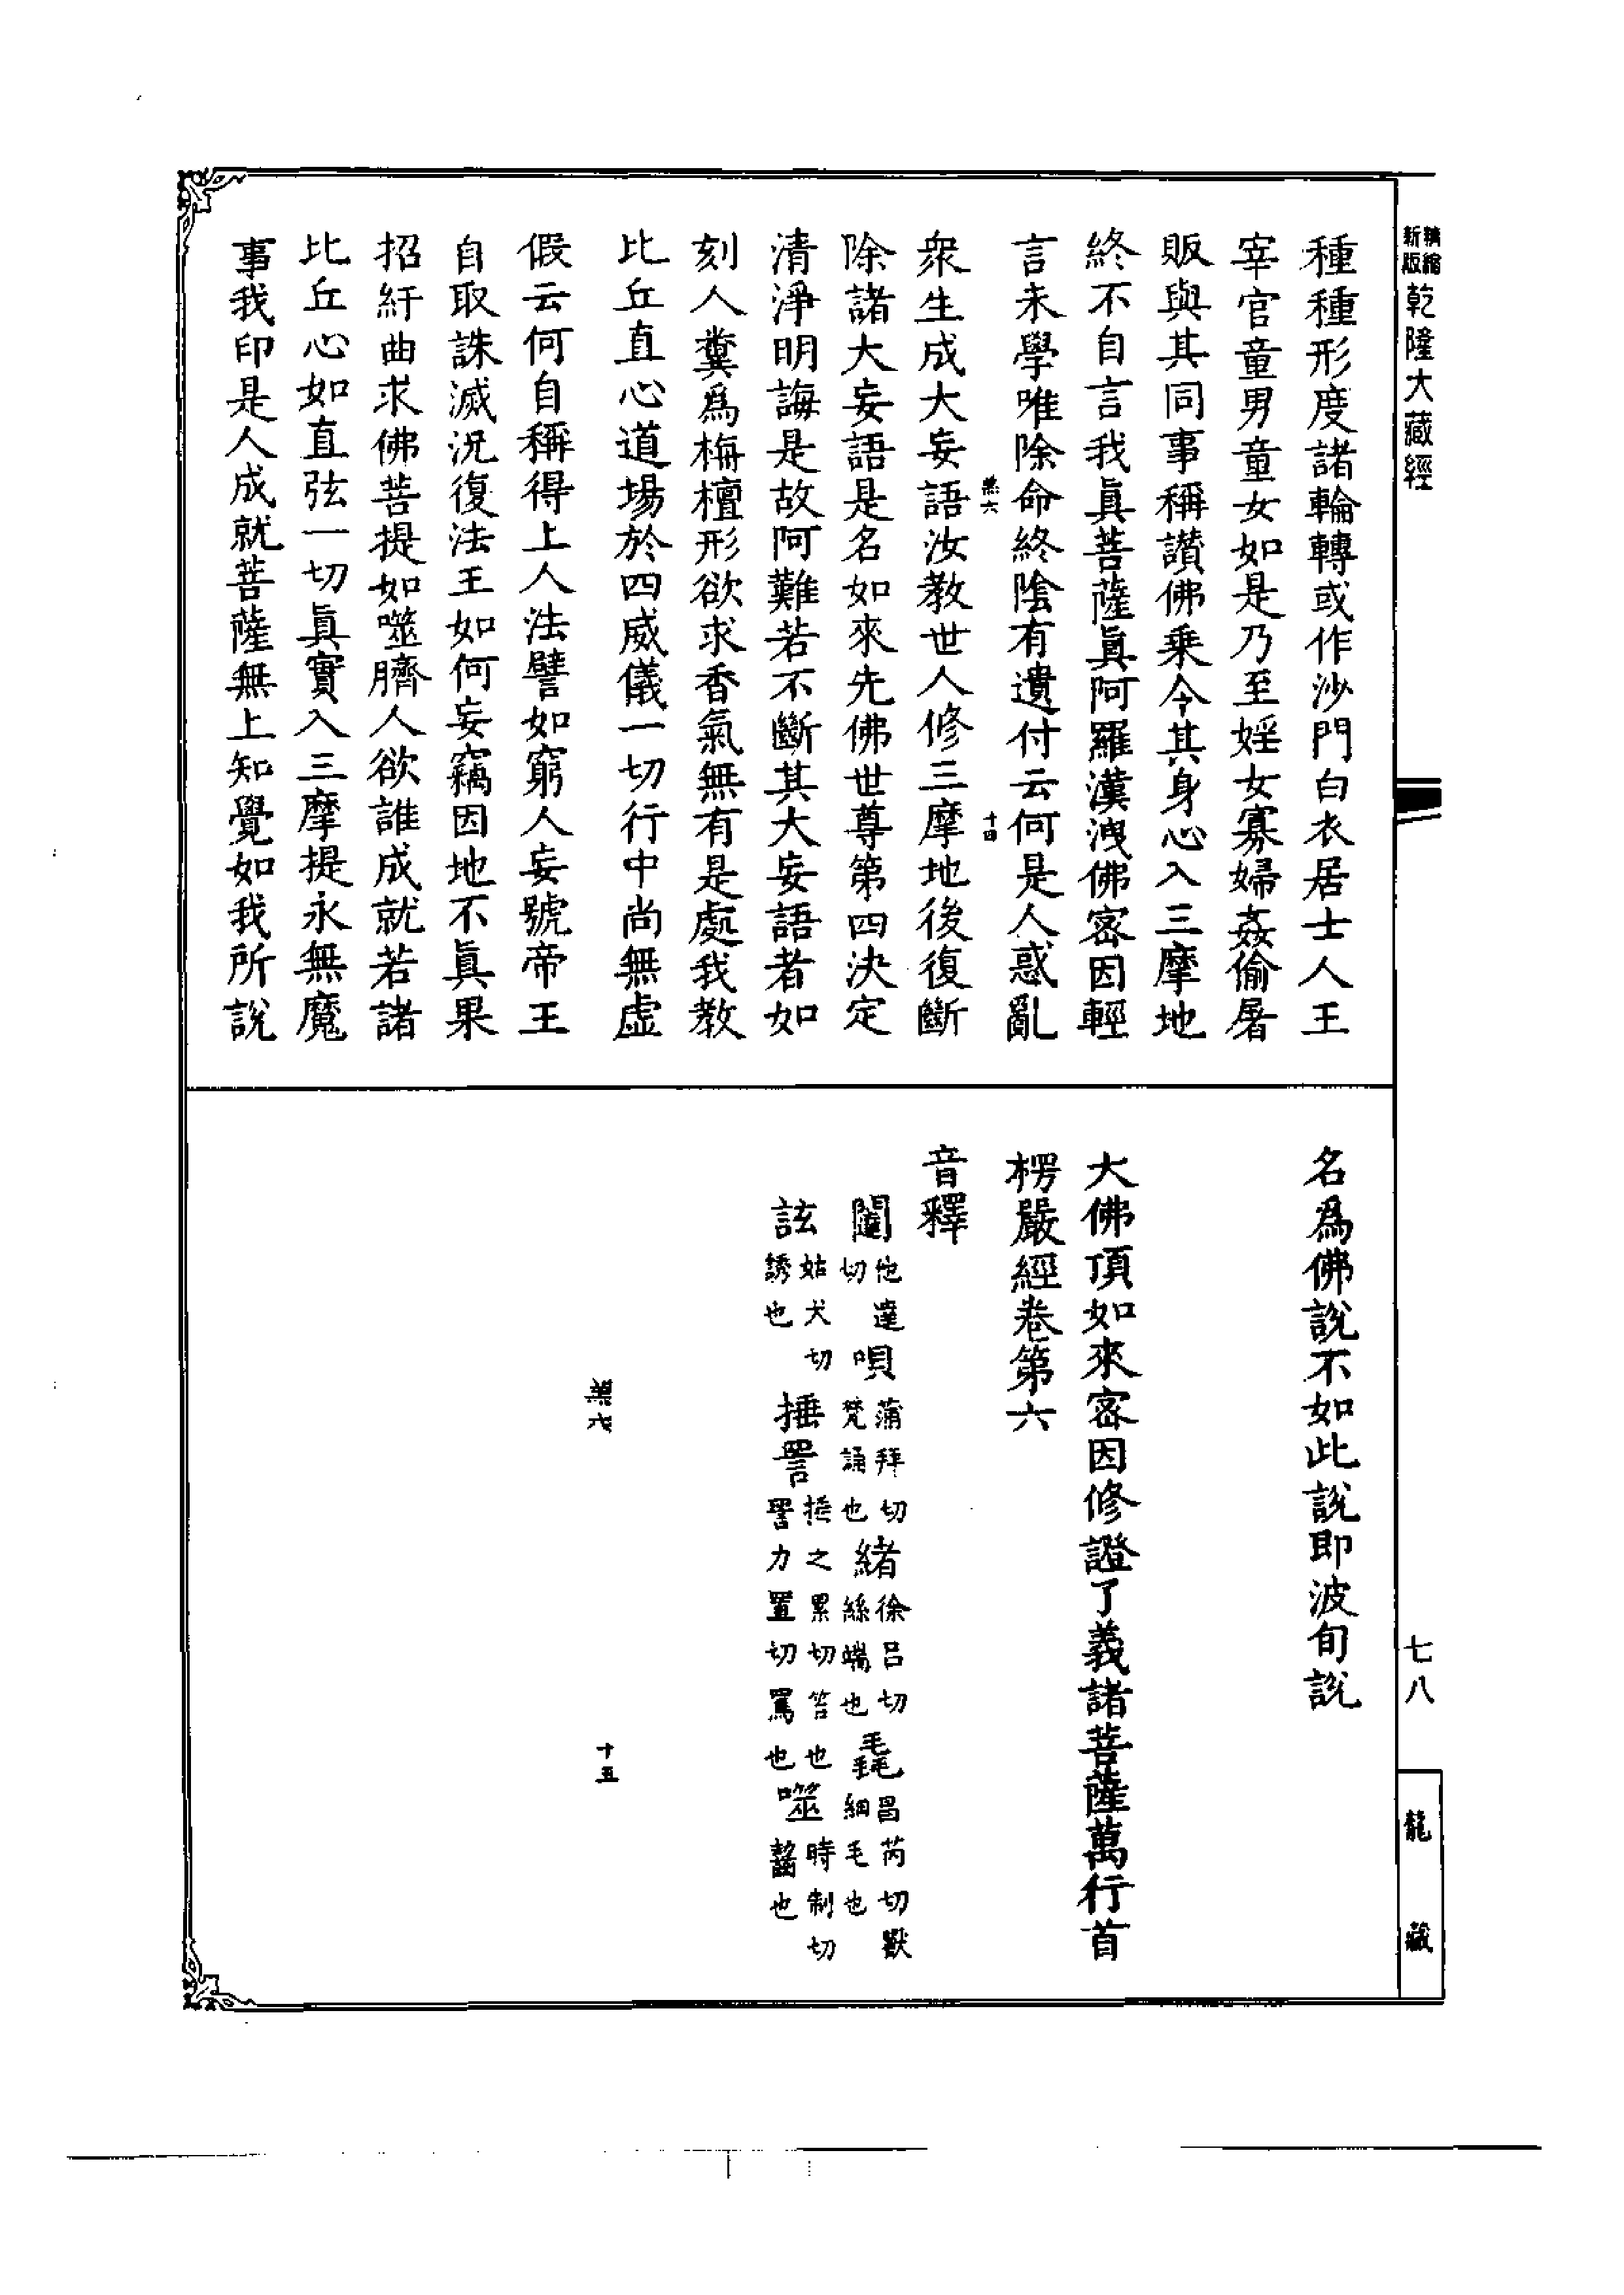 精縮
新版
乾隆大藏經
種種形度諸輪轉或作沙門白衣居士人王
宰官童男童女如是乃至婬女寡婦姦偷屠
販與其同事稱讚佛乘令其身心入三摩地
終不自言我眞菩薩眞阿羅漢洩佛密因輕
言未學唯除命終陰有遺付云何是人惑亂
羔六 十四
衆生成大妄語汝教世人修三摩地後復斷
除諸大妄語是名如來先佛世尊第四決定
清淨明誨是故阿難若不斷其大妄語者如
刻人糞爲栴檀形欲求香氣無有是處我教
比丘直心道場於四威儀一切行中尚無虛
假云何自稱得上人法譬如窮人妄號帝王
自取誅滅況復法王如何妄竊因地不眞果
招紆曲求佛菩提如噬臍人欲誰成就若諸
比丘心如直弦一切眞實入三摩提永無魔
事我印是人成就菩薩無上知覺如我所說
名爲佛說不如此說即波旬說
大佛頂如來密因修證了義諸菩薩萬行首
楞嚴經卷第六
音釋
闥他達切 唄蒲拜切梵誦也 緒徐呂切絲端也 毳昌芮切獸細毛也
詃姑犬切誘也 捶詈捶之累切笞也詈力置切罵也 噬時制切齧也
羔六 十五
七八
龍藏